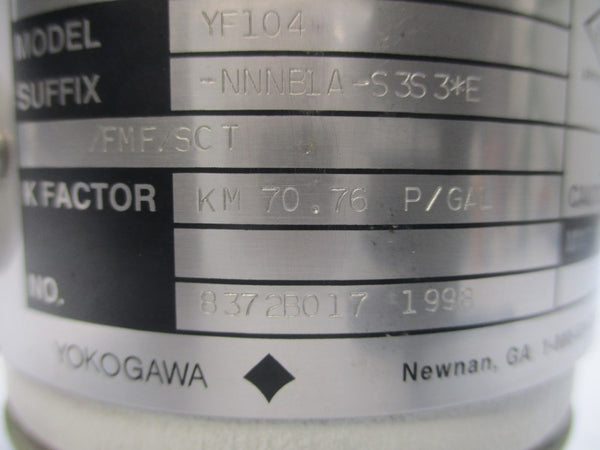 MODEL YF104
SUFFIX -NNNB1A-S3S3*E
/FMF/SCT
K FACTOR KM 70.76 P/GAL
NO. 8372B017 1998
YOKOGAWA Newnan, GA